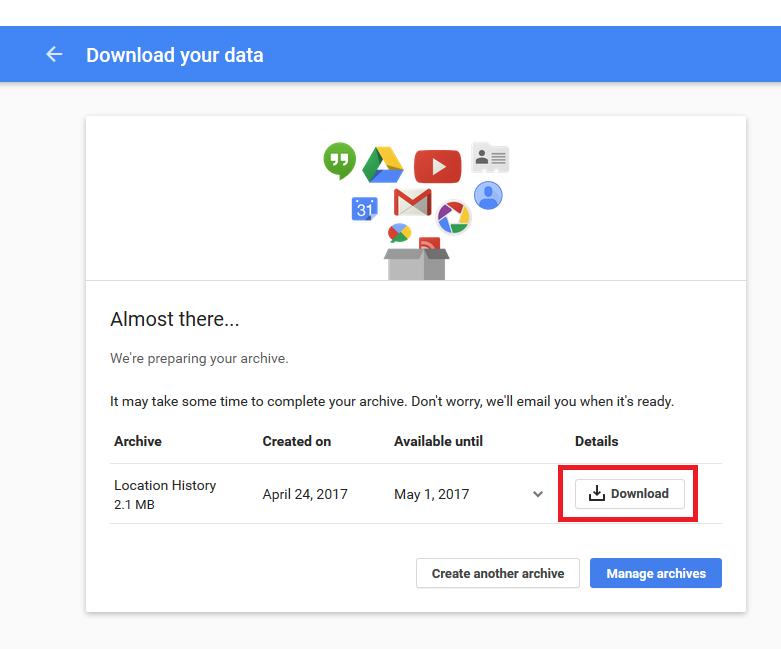 Download your data
31
Almost there...
We're preparing your archive.
It may take some time to complete your archive. Don't worry, we'll email you when it's ready.
Archive Created on Available until Details
Location History
2.1 MB
April 24, 2017 May 1, 2017 Download
Create another archive Manage archives